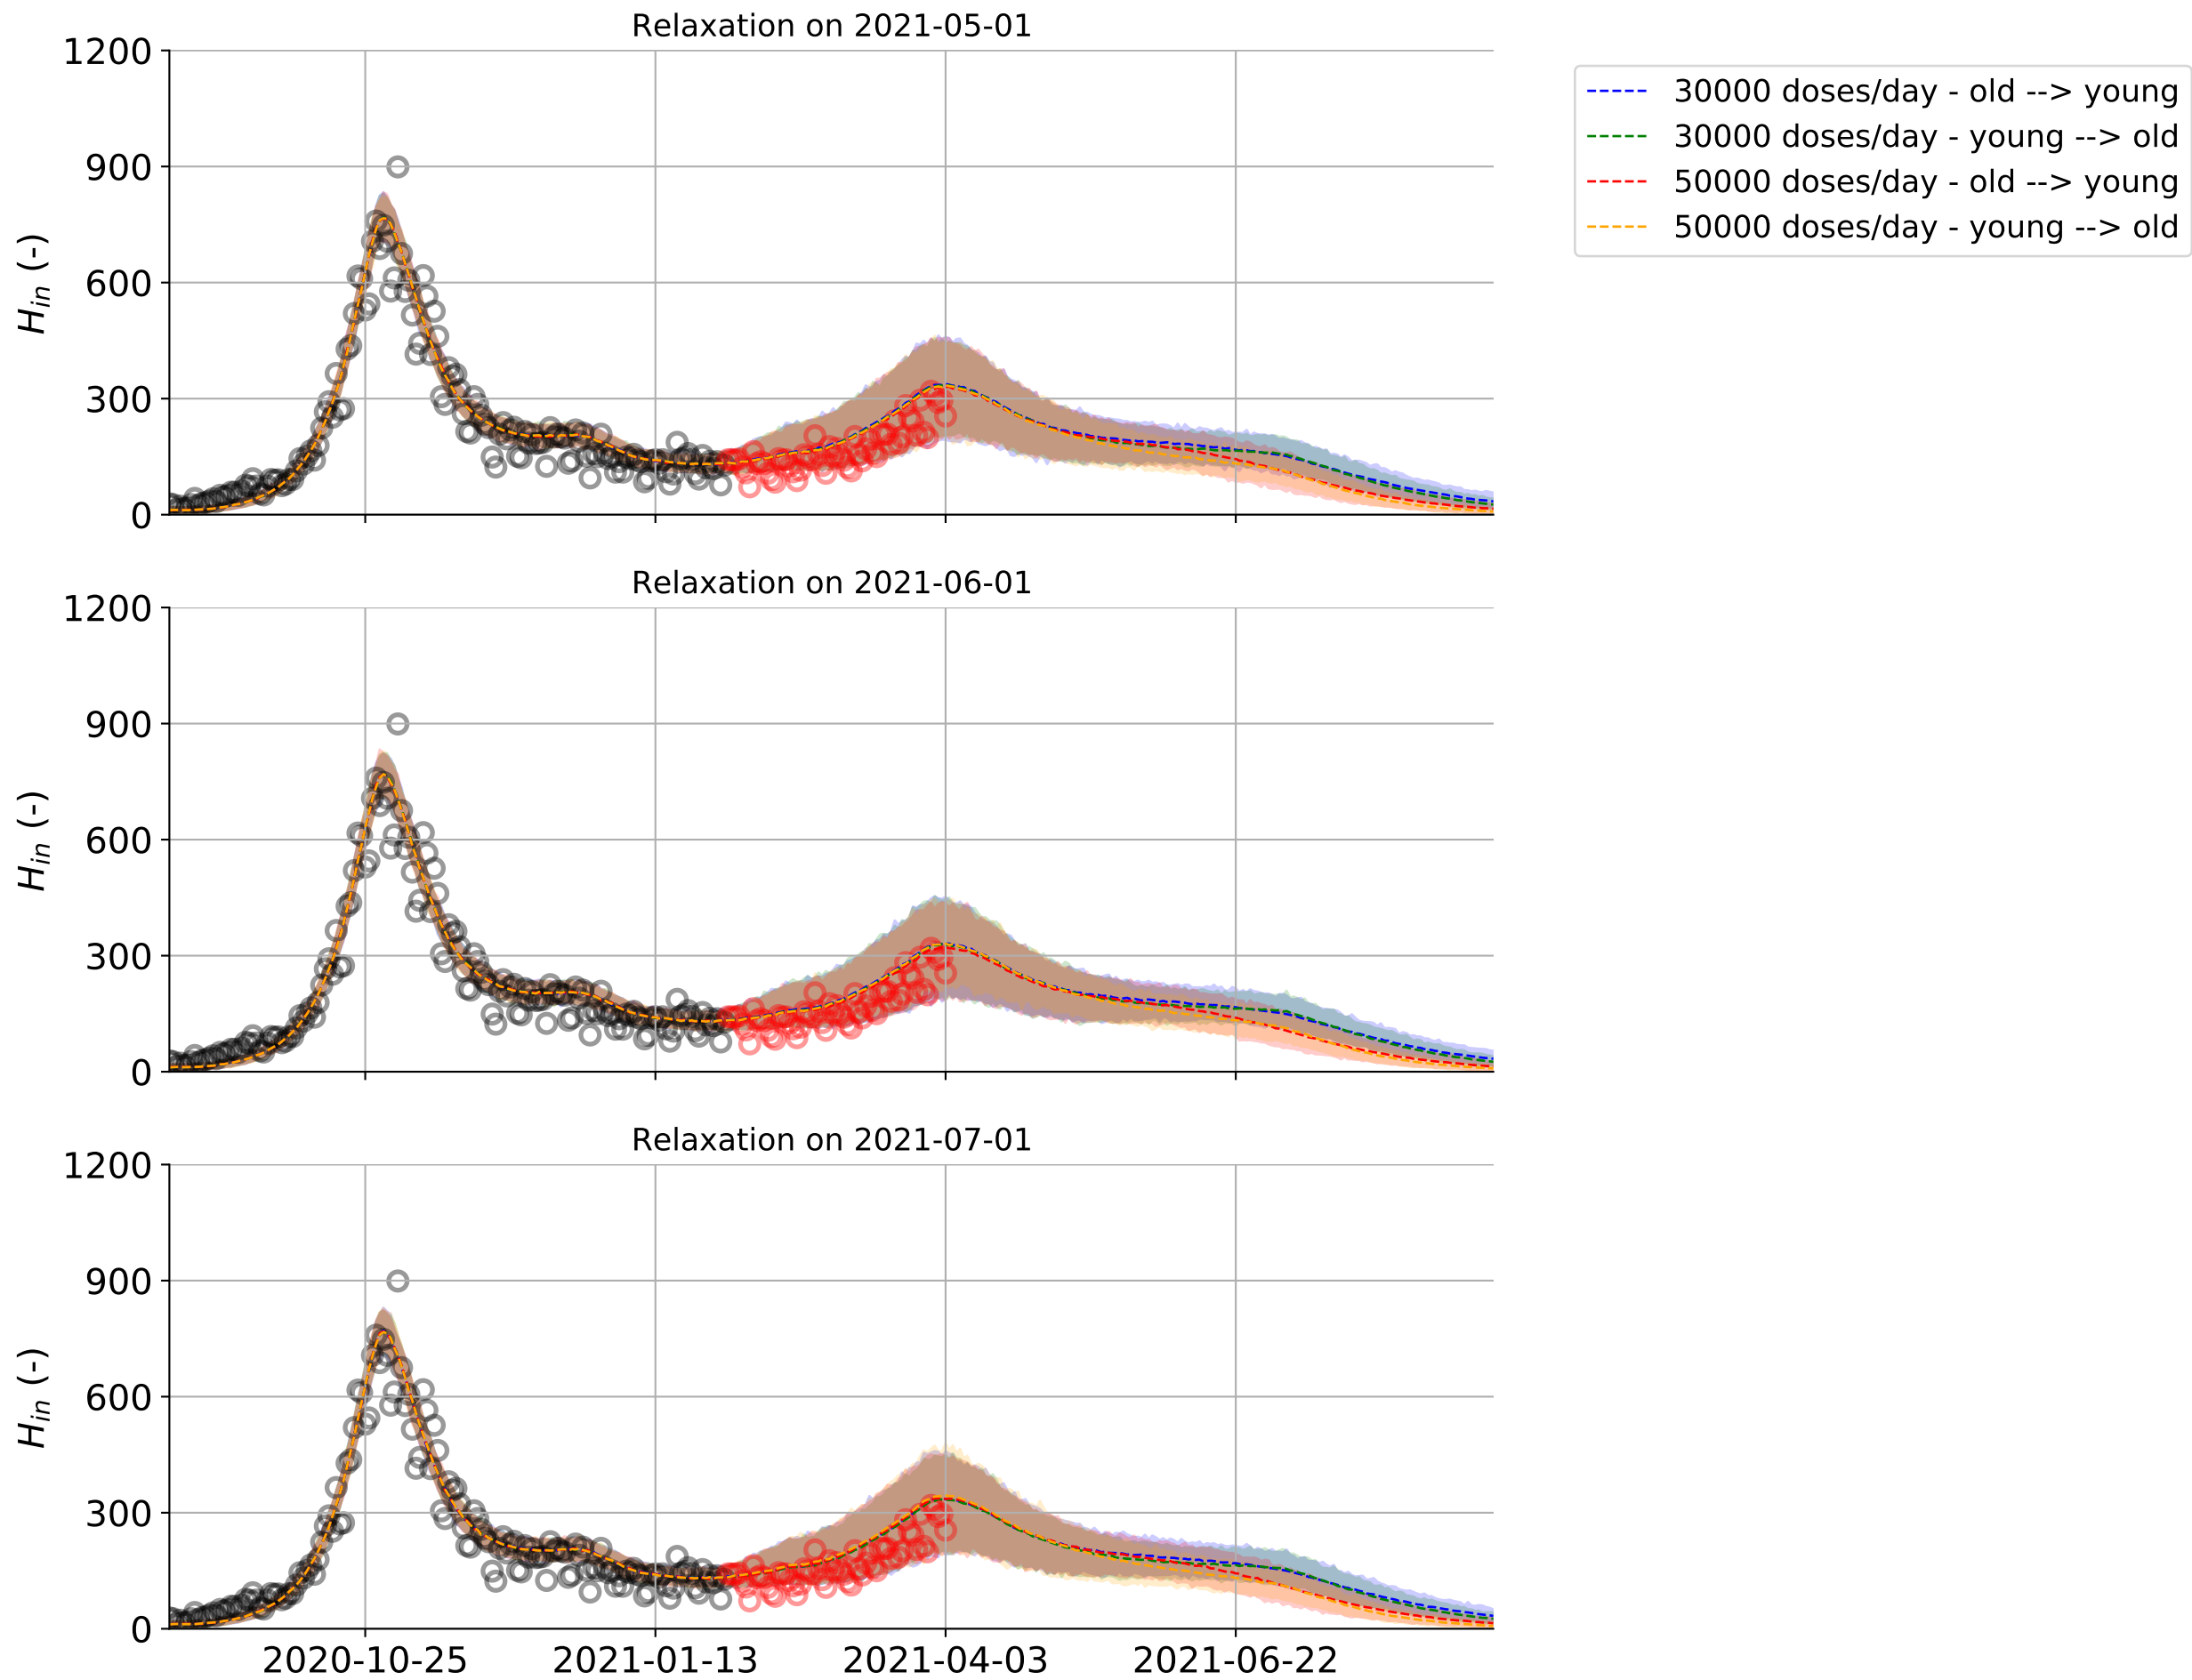 Relaxation on 2021-05-01
1200
900
600
300
0
H_in (-)
30000 doses/day - old --> young
30000 doses/day - young --> old
50000 doses/day - old --> young
50000 doses/day - young --> old
Relaxation on 2021-06-01
1200
900
600
300
0
H_in (-)
Relaxation on 2021-07-01
1200
900
600
300
0
H_in (-)
2020-10-25 2021-01-13 2021-04-03 2021-06-22